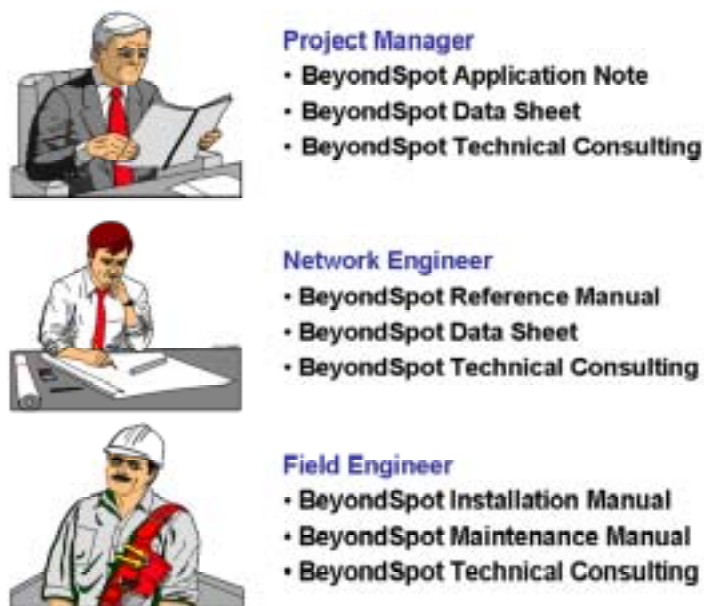 Project Manager
• BeyondSpot Application Note
• BeyondSpot Data Sheet
• BeyondSpot Technical Consulting
Network Engineer
• BeyondSpot Reference Manual
• BeyondSpot Data Sheet
• BeyondSpot Technical Consulting
Field Engineer
• BeyondSpot Installation Manual
• BeyondSpot Maintenance Manual
• BeyondSpot Technical Consulting